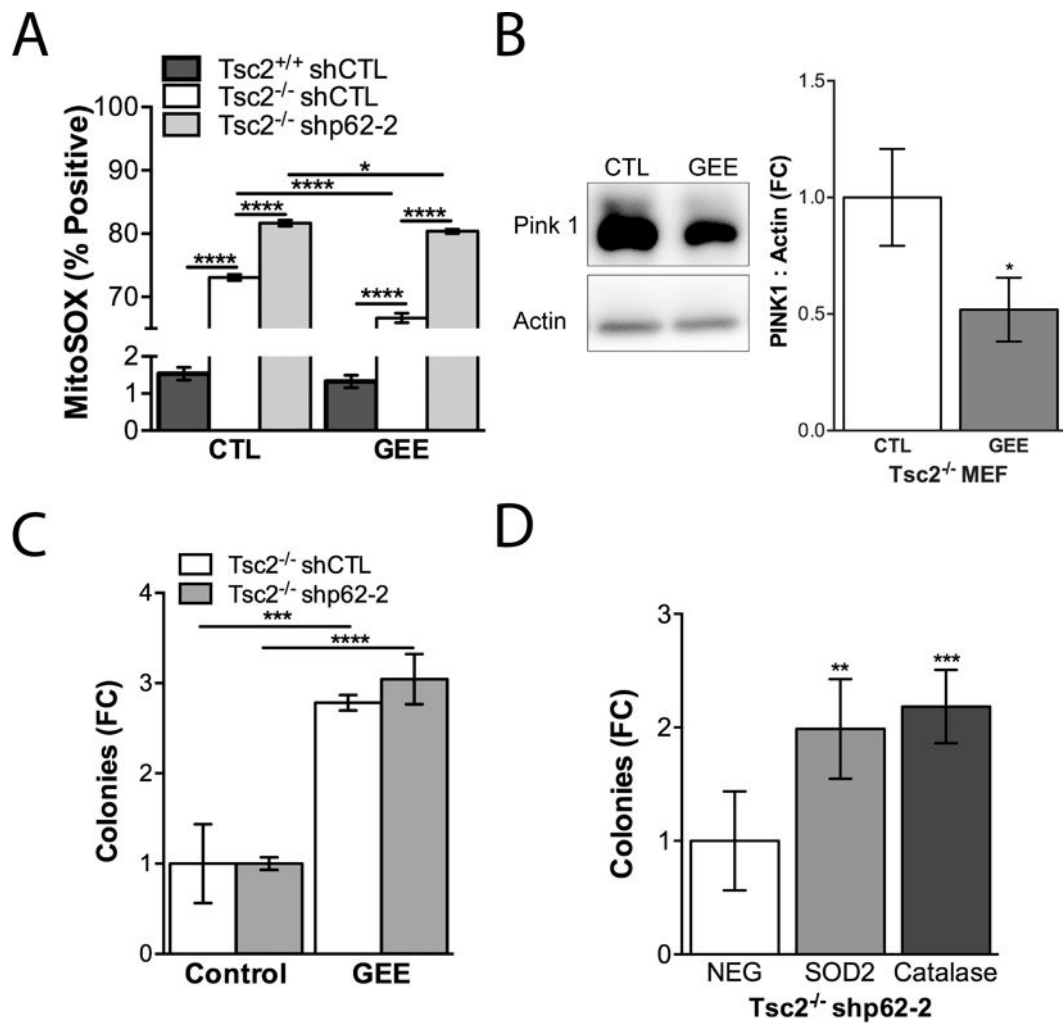 A
Tsc2+/+ shCTL
Tsc2-/- shCTL
Tsc2-/- shp62-2
MitoSOX (% Positive)
100
90
80
70
2
1
0
*
****
****
****
****
****
CTL
GEE
B
CTL
GEE
Pink 1
Actin
PINK1 : Actin (FC)
1.5
1.0
0.5
0.0
*
CTL
GEE
Tsc2-/- MEF
C
Tsc2-/- shCTL
Tsc2-/- shp62-2
Colonies (FC)
4
3
2
1
0
***
****
Control
GEE
D
Colonies (FC)
3
2
1
0
**
***
NEG
SOD2
Catalase
Tsc2-/- shp62-2